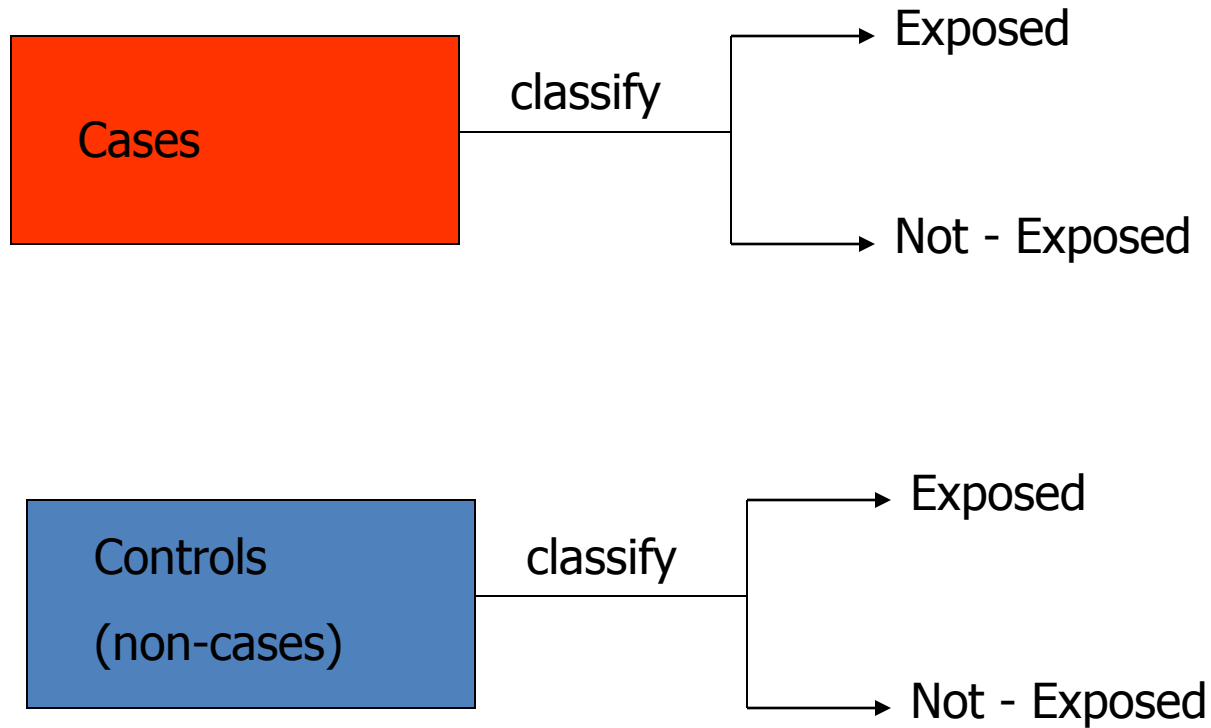 Exposed
classify
Cases
Not - Exposed
Exposed
Controls
classify
(non-cases)
Not - Exposed